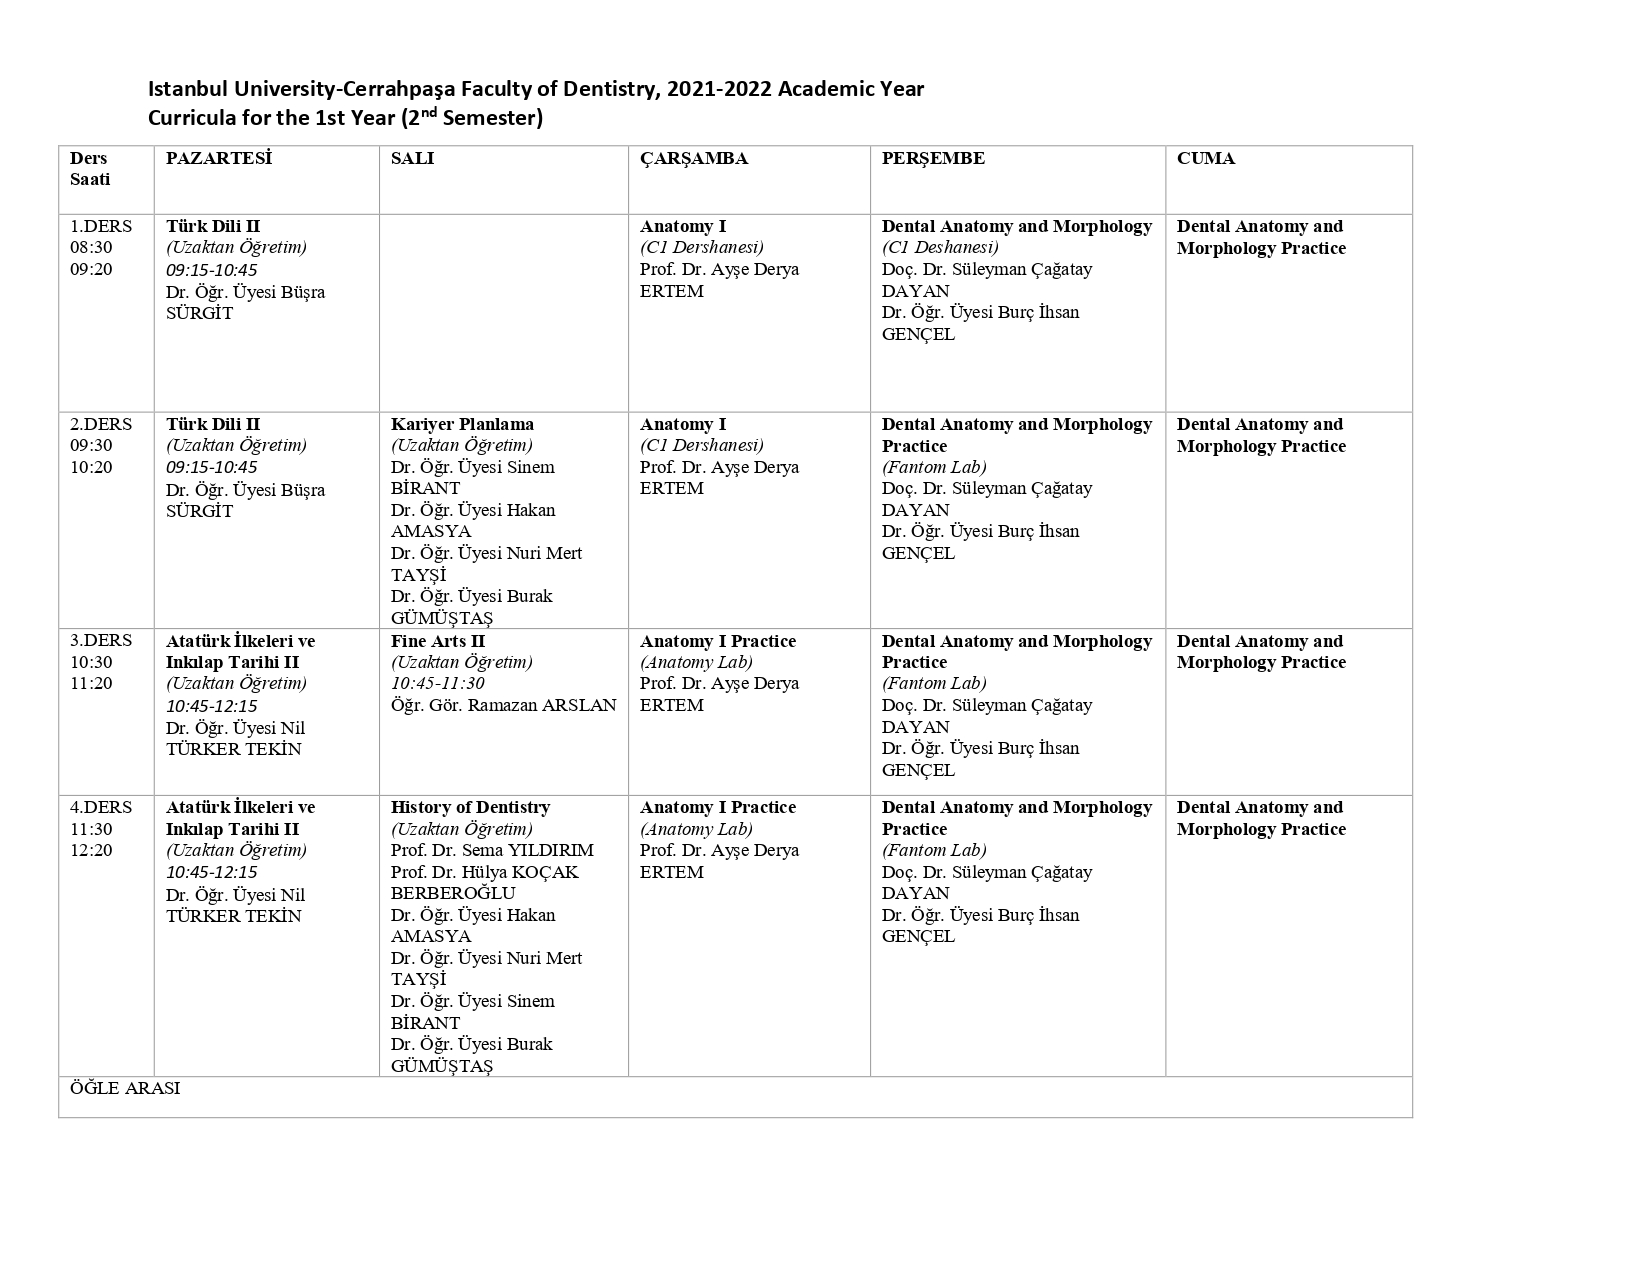 Istanbul University-Cerrahpaşa Faculty of Dentistry, 2021-2022 Academic Year
Curricula for the 1st Year (2nd Semester)
Ders
Saati
PAZARTESİ
SALI
ÇARŞAMBA
PERŞEMBE
CUMA
1.DERS
08:30
09:20
Türk Dili II
(Uzaktan Öğretim)
09:15-10:45
Dr. Öğr. Üyesi Büşra
SÜRGİT
Anatomy I
(C1 Dershanesi)
Prof. Dr. Ayşe Derya
ERTEM
Dental Anatomy and Morphology
(C1 Deshanesi)
Doç. Dr. Süleyman Çağatay
DAYAN
Dr. Öğr. Üyesi Burç İhsan
GENÇEL
Dental Anatomy and
Morphology Practice
2.DERS
09:30
10:20
Türk Dili II
(Uzaktan Öğretim)
09:15-10:45
Dr. Öğr. Üyesi Büşra
SÜRGİT
Kariyer Planlama
(Uzaktan Öğretim)
Dr. Öğr. Üyesi Sinem
BİRANT
Dr. Öğr. Üyesi Hakan
AMASYA
Dr. Öğr. Üyesi Nuri Mert
TAYŞİ
Dr. Öğr. Üyesi Burak
GÜMÜŞTAŞ
Anatomy I
(C1 Dershanesi)
Prof. Dr. Ayşe Derya
ERTEM
Dental Anatomy and Morphology
Practice
(Fantom Lab)
Doç. Dr. Süleyman Çağatay
DAYAN
Dr. Öğr. Üyesi Burç İhsan
GENÇEL
Dental Anatomy and
Morphology Practice
3.DERS
10:30
11:20
Atatürk İlkeleri ve
Inkılap Tarihi II
(Uzaktan Öğretim)
10:45-12:15
Dr. Öğr. Üyesi Nil
TÜRKER TEKİN
Fine Arts II
(Uzaktan Öğretim)
10:45-11:30
Öğr. Gör. Ramazan ARSLAN
Anatomy I Practice
(Anatomy Lab)
Prof. Dr. Ayşe Derya
ERTEM
Dental Anatomy and Morphology
Practice
(Fantom Lab)
Doç. Dr. Süleyman Çağatay
DAYAN
Dr. Öğr. Üyesi Burç İhsan
GENÇEL
Dental Anatomy and
Morphology Practice
4.DERS
11:30
12:20
Atatürk İlkeleri ve
Inkılap Tarihi II
(Uzaktan Öğretim)
10:45-12:15
Dr. Öğr. Üyesi Nil
TÜRKER TEKİN
History of Dentistry
(Uzaktan Öğretim)
Prof. Dr. Sema YILDIRIM
Prof. Dr. Hülya KOÇAK
BERBEROĞLU
Dr. Öğr. Üyesi Hakan
AMASYA
Dr. Öğr. Üyesi Nuri Mert
TAYŞİ
Dr. Öğr. Üyesi Sinem
BİRANT
Dr. Öğr. Üyesi Burak
GÜMÜŞTAŞ
Anatomy I Practice
(Anatomy Lab)
Prof. Dr. Ayşe Derya
ERTEM
Dental Anatomy and Morphology
Practice
(Fantom Lab)
Doç. Dr. Süleyman Çağatay
DAYAN
Dr. Öğr. Üyesi Burç İhsan
GENÇEL
Dental Anatomy and
Morphology Practice
ÖĞLE ARASI